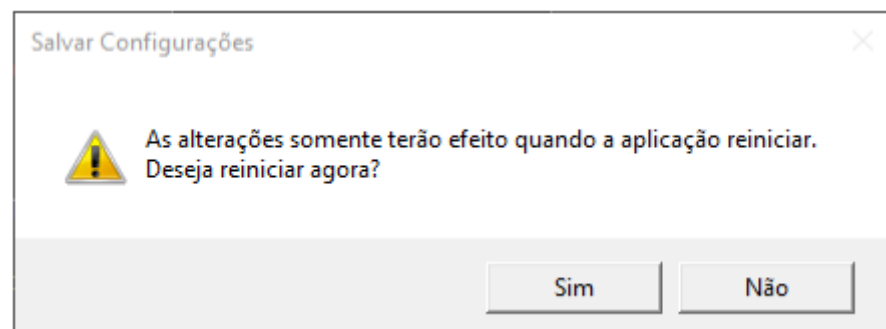 Salvar Configurações
As alterações somente terão efeito quando a aplicação reiniciar.
Deseja reiniciar agora?
Sim Não